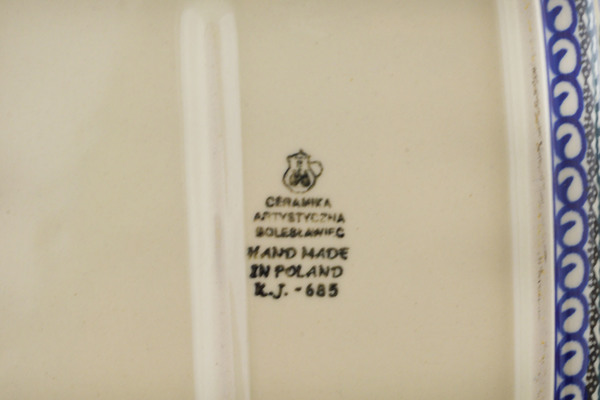 CERAMIKA
ARTYSTYCZNA
BOLESŁAWIEC
HAND MADE
IN POLAND
K.J. -685